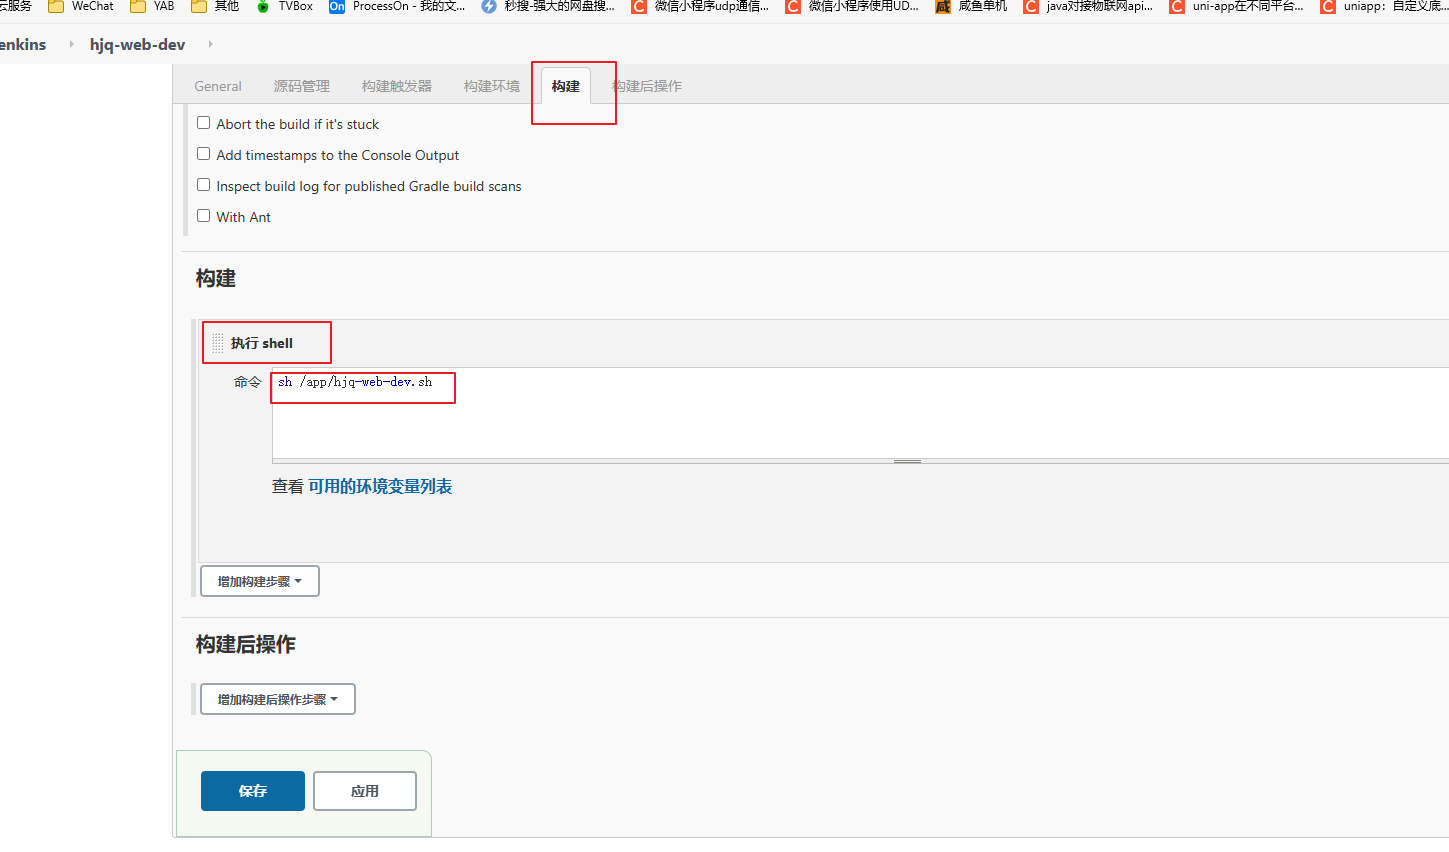 云服务 WeChat YAB 其他 TVBox On ProcessOn - 我的文... 秒搜-强大的网盘搜... C 微信小程序udp通信... C 微信小程序使用UD... 咸 咸鱼单机 C java对接物联网api... C uni-app在不同平台... C uniapp：自定义底...
enkins hjq-web-dev
General 源码管理 构建触发器 构建环境 构建 构建后操作
Abort the build if it's stuck
Add timestamps to the Console Output
Inspect build log for published Gradle build scans
With Ant
构建
执行 shell
命令 sh /app/hjq-web-dev.sh
查看 可用的环境变量列表
增加构建步骤
构建后操作
增加构建后操作步骤
保存 应用